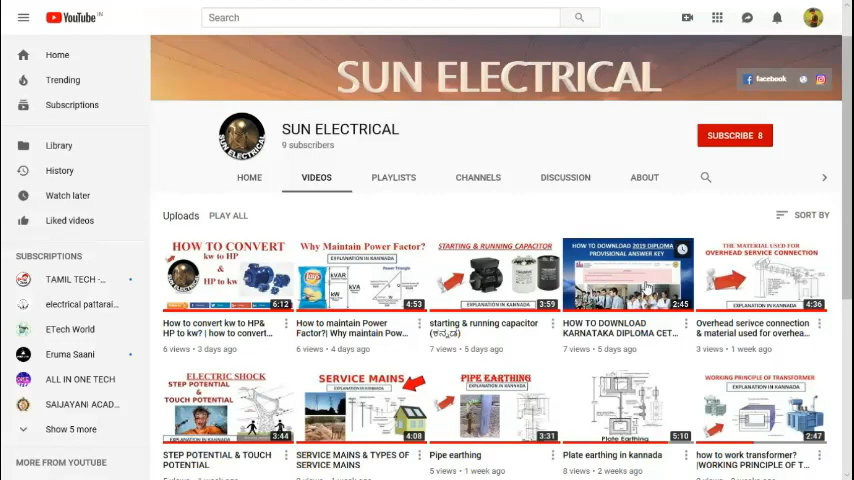 YouTube IN
Search
Home
Trending
Subscriptions
Library
History
Watch later
Liked videos
SUBSCRIPTIONS
TAMIL TECH -...
electrical pattarai...
ETech World
Eruma Saani
ALL IN ONE TECH
SAIJAYANI ACAD...
Show 5 more
MORE FROM YOUTUBE
SUN ELECTRICAL
facebook
SUN ELECTRICAL
SUN ELECTRICAL
9 subscribers
SUBSCRIBE 8
HOME
VIDEOS
PLAYLISTS
CHANNELS
DISCUSSION
ABOUT
Uploads
PLAY ALL
SORT BY
HOW TO CONVERT
kw to HP
&
HP to kw
6:12
How to convert kw to HP&
HP to kw? | how to convert...
6 views · 3 days ago
Why Maintain Power Factor?
EXPLANATION IN KANNADA
kVAR
kVA
kW
Power Triangle
4:53
How to maintain Power
Factor?| Why maintain Pow...
6 views · 4 days ago
STARTING & RUNNING CAPACITOR
EXPLANATION IN KANNADA
3:59
starting & running capacitor
(ಕನ್ನಡ)
7 views · 5 days ago
HOW TO DOWNLOAD 2019 DIPLOMA
PROVISIONAL ANSWER KEY
2:45
HOW TO DOWNLOAD
KARNATAKA DIPLOMA CET...
7 views · 5 days ago
THE MATERIAL USED FOR
OVERHEAD SERVICE CONNECTION
EXPLANATION IN KANNADA
4:36
Overhead serivce connection
& material used for overhea...
3 views · 1 week ago
ELECTRIC SHOCK
STEP POTENTIAL
&
TOUCH POTENTIAL
EXPLANATION IN KANNADA
3:44
STEP POTENTIAL & TOUCH
POTENTIAL
SERVICE MAINS
EXPLANATION IN KANNADA
4:08
SERVICE MAINS & TYPES OF
SERVICE MAINS
PIPE EARTHING
EXPLANATION IN KANNADA
3:31
Pipe earthing
5 views · 1 week ago
Plate Earthing
5:10
Plate earthing in kannada
8 views · 2 weeks ago
WORKING PRINCIPLE OF TRANSFORMER
EXPLANATION IN KANNADA
2:47
how to work transformer?
|WORKING PRINCIPLE OF T...